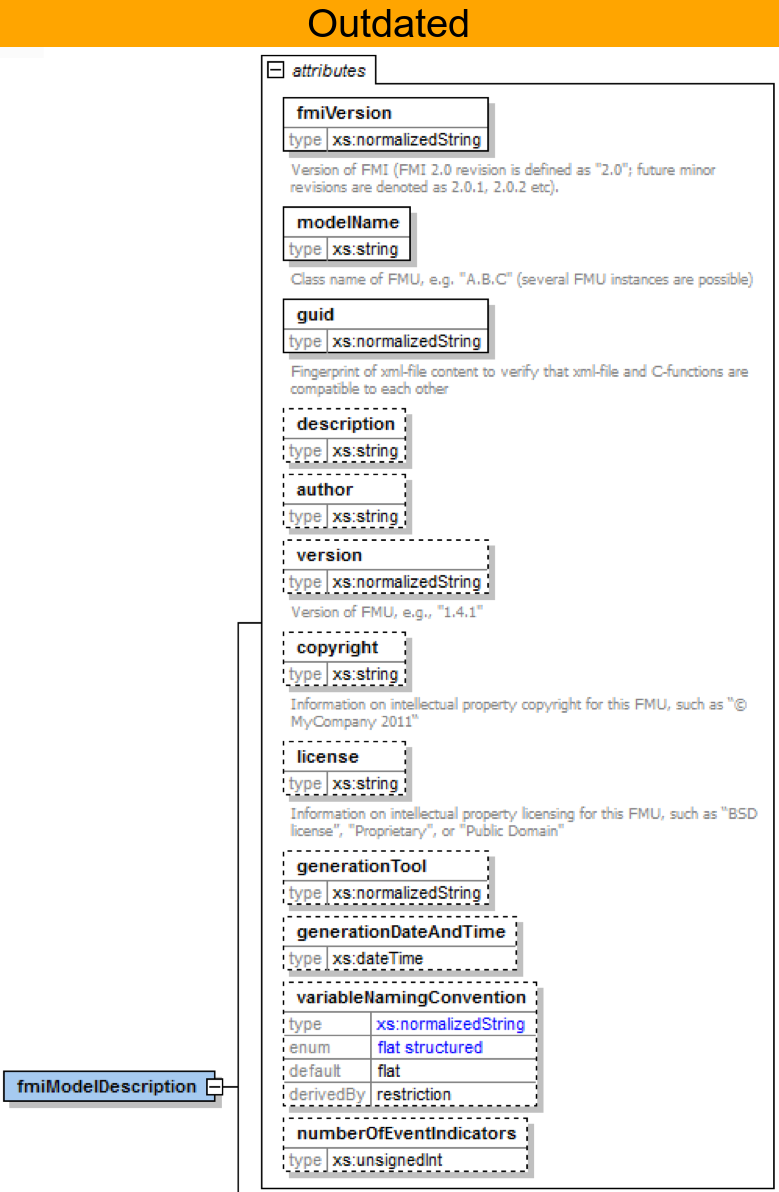 Outdated
attributes
fmiVersion
type xs:normalizedString
Version of FMI (FMI 2.0 revision is defined as "2.0"; future minor
revisions are denoted as 2.0.1, 2.0.2 etc).
modelName
type xs:string
Class name of FMU, e.g. "A.B.C" (several FMU instances are possible)
guid
type xs:normalizedString
Fingerprint of xml-file content to verify that xml-file and C-functions are
compatible to each other
description
type xs:string
author
type xs:string
version
type xs:normalizedString
Version of FMU, e.g., "1.4.1"
copyright
type xs:string
Information on intellectual property copyright for this FMU, such as "©
MyCompany 2011"
license
type xs:string
Information on intellectual property licensing for this FMU, such as "BSD
license", "Proprietary", or "Public Domain"
generationTool
type xs:normalizedString
generationDateAndTime
type xs:dateTime
variableNamingConvention
type xs:normalizedString
enum flat structured
default flat
derivedBy restriction
fmiModelDescription
numberOfEventIndicators
type xs:unsignedInt